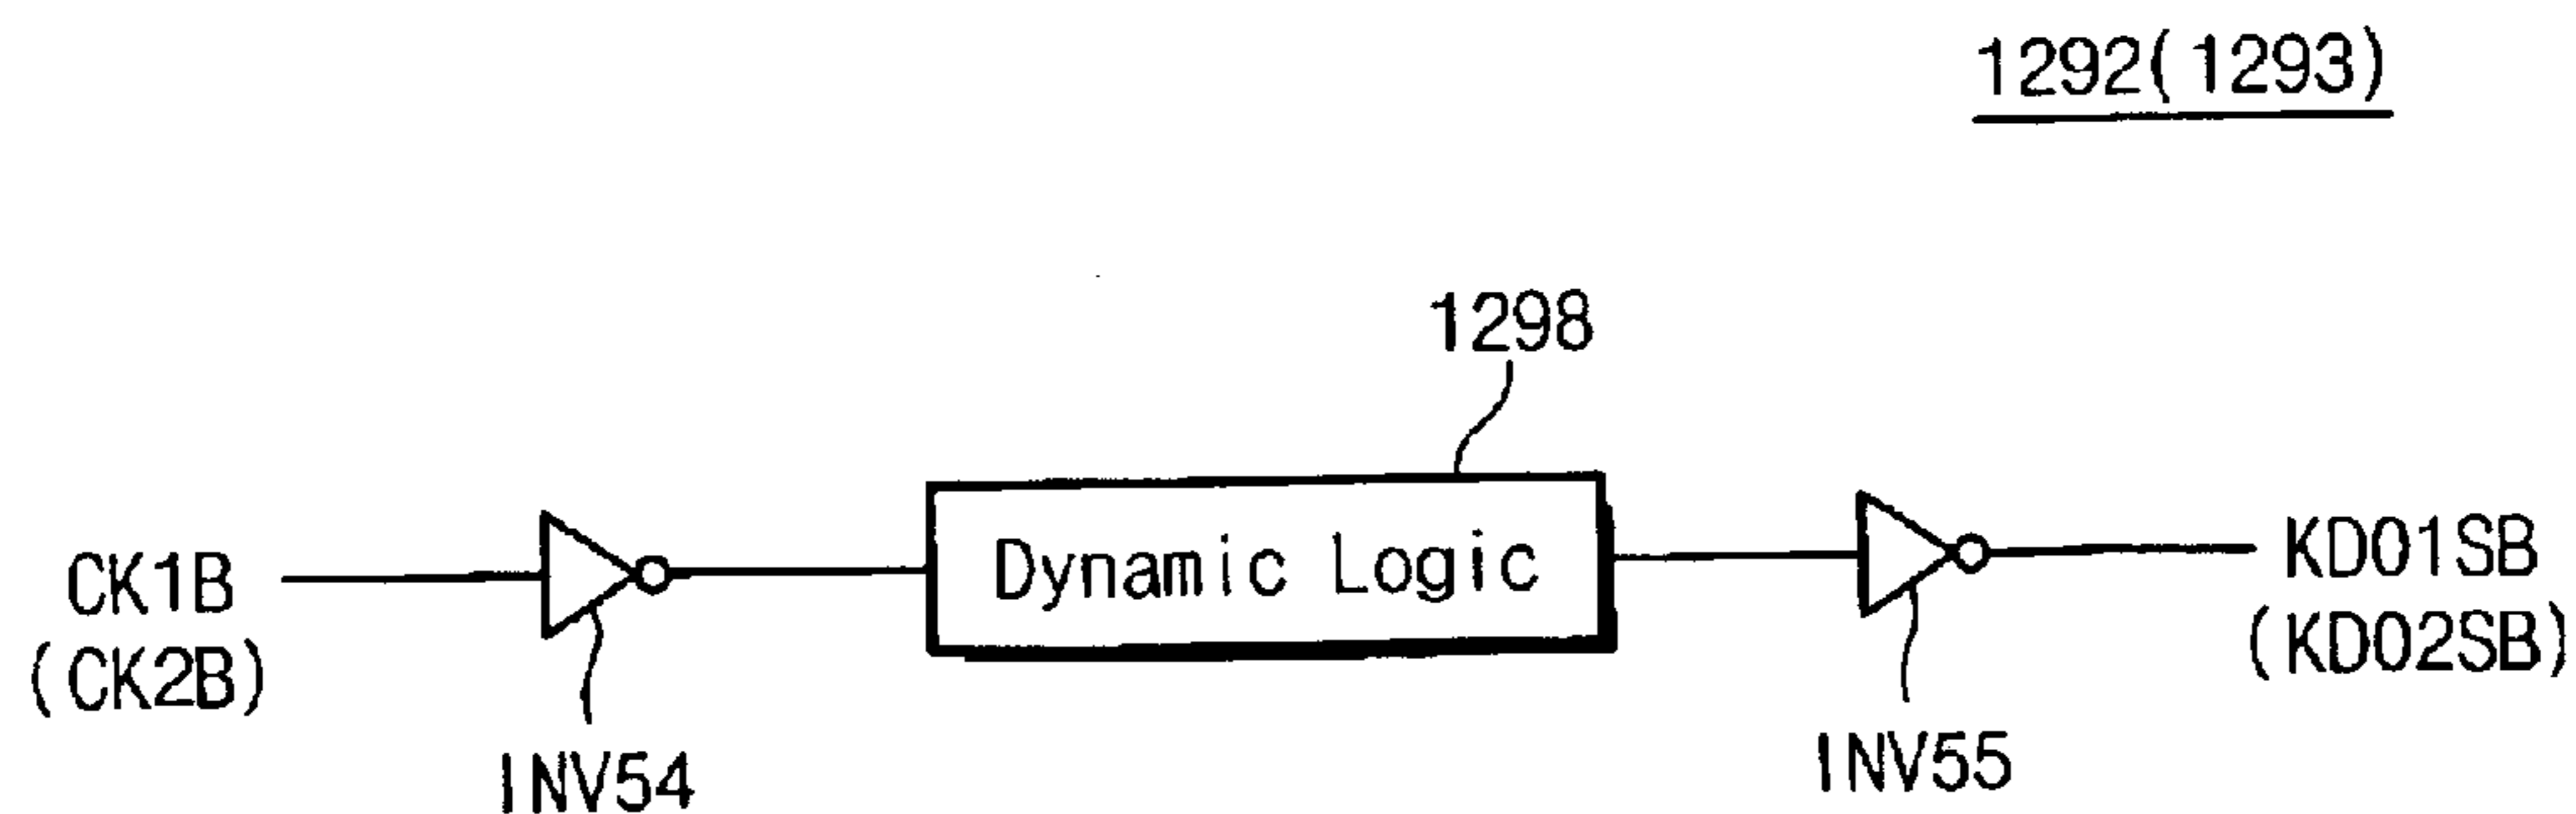 1292(1293)
1298
CK1B
(CK2B)
INV54
Dynamic Logic
INV55
KD01SB
(KD02SB)